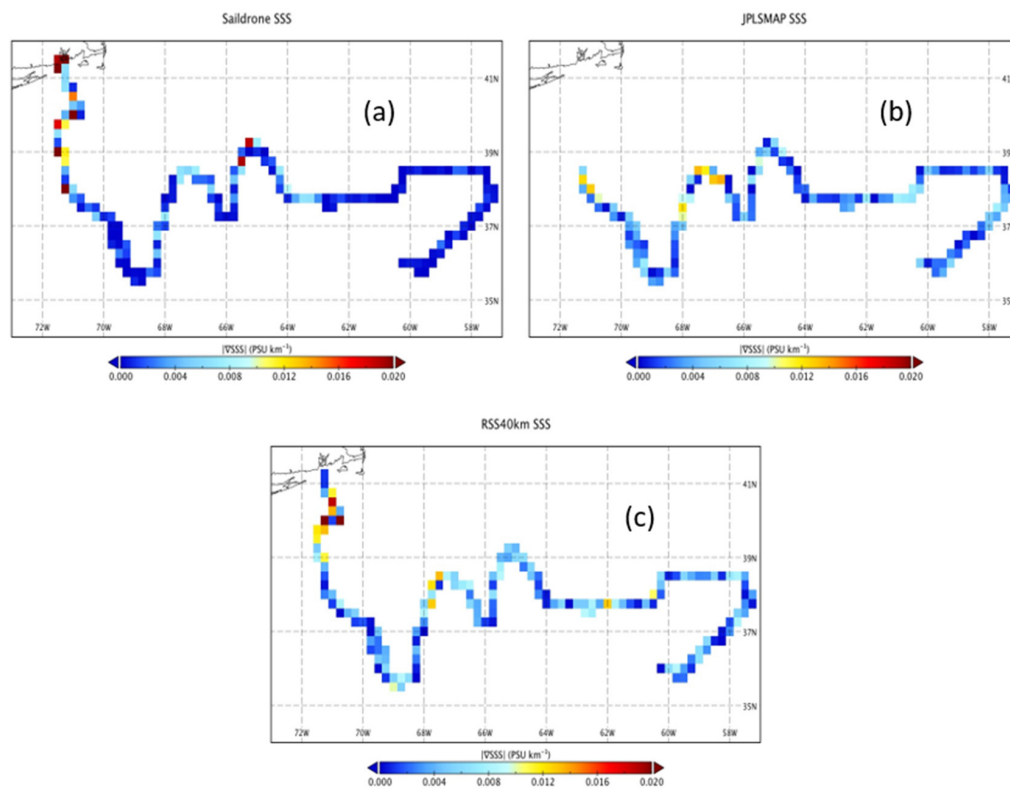 Saildrone SSS
JPLSMAP SSS
(a)
41N
39N
37N
35N
72W 70W 68W 66W 64W 62W 60W 58W
|∇SSS| (PSU km⁻¹)
0.000 0.004 0.008 0.012 0.016 0.020
(b)
41N
39N
37N
35N
72W 70W 68W 66W 64W 62W 60W 58W
|∇SSS| (PSU km⁻¹)
0.000 0.004 0.008 0.012 0.016 0.020
RSS40km SSS
(c)
41N
39N
37N
35N
72W 70W 68W 66W 64W 62W 60W 58W
|∇SSS| (PSU km⁻¹)
0.000 0.004 0.008 0.012 0.016 0.020